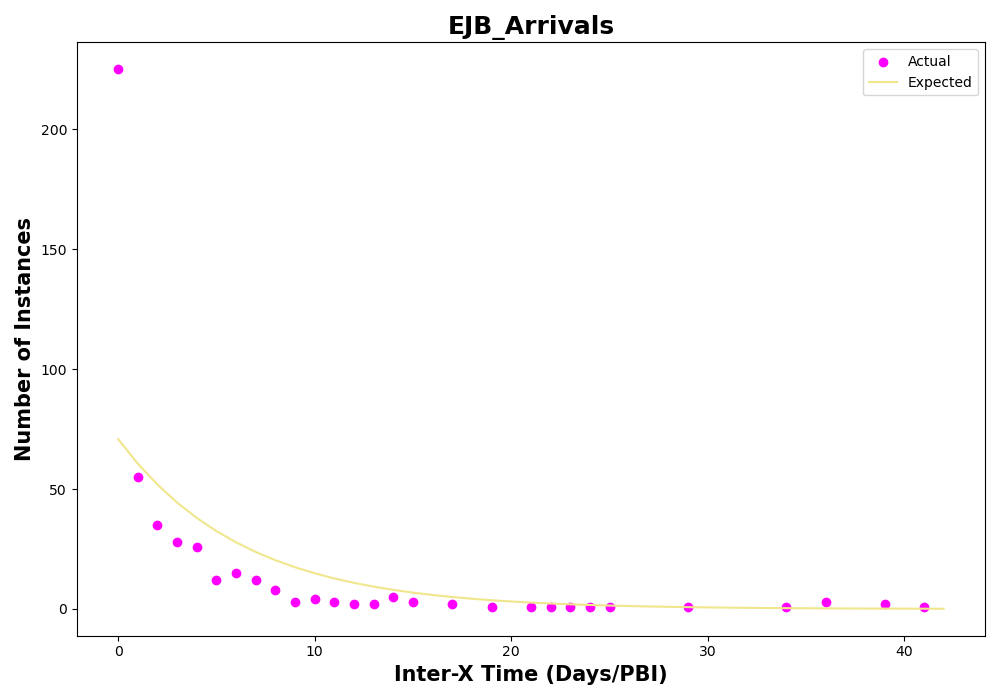 EJB_Arrivals
Actual
Expected
Number of Instances
200
150
100
50
0
0 10 20 30 40
Inter-X Time (Days/PBI)